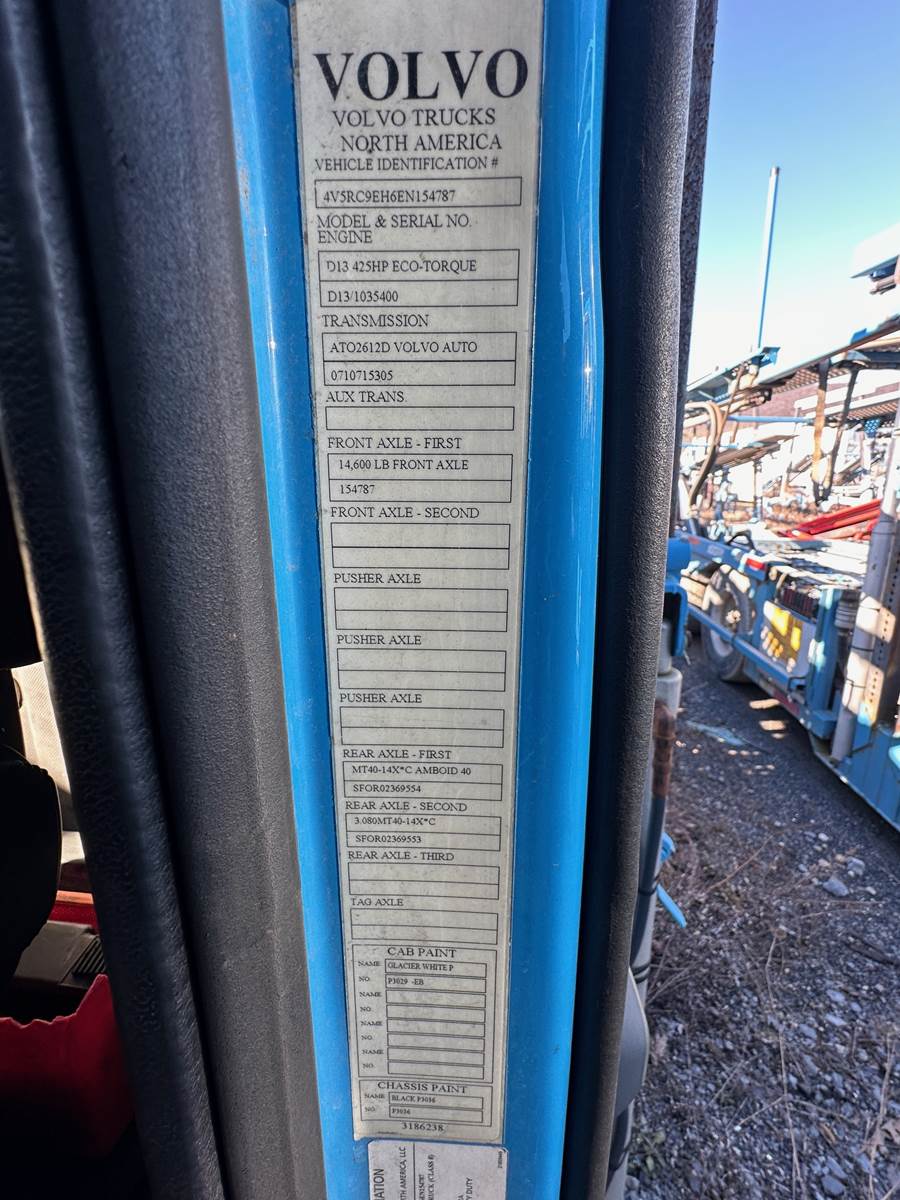 VOLVO
VOLVO TRUCKS
NORTH AMERICA
VEHICLE IDENTIFICATION #
4V5RC9EH6EN154787
MODEL & SERIAL NO.
ENGINE
D13 425HP ECO-TORQUE
D13/1035400
TRANSMISSION
ATO2612D VOLVO AUTO
0710715305
AUX TRANS.
FRONT AXLE - FIRST
14,600 LB FRONT AXLE
154787
FRONT AXLE - SECOND
PUSHER AXLE
PUSHER AXLE
PUSHER AXLE
REAR AXLE - FIRST
MT40-14X*C AMBOID 40
SFOR02369554
REAR AXLE - SECOND
3.080MT40-14X*C
SFOR02369553
REAR AXLE - THIRD
TAG AXLE
CAB PAINT
NAME GLACIER WHITE P
NO. P3029 -EB
NAME
NO.
NAME
NO.
NAME
NO.
CHASSIS PAINT
NAME BLACK P3036
NO. P3036
3186238